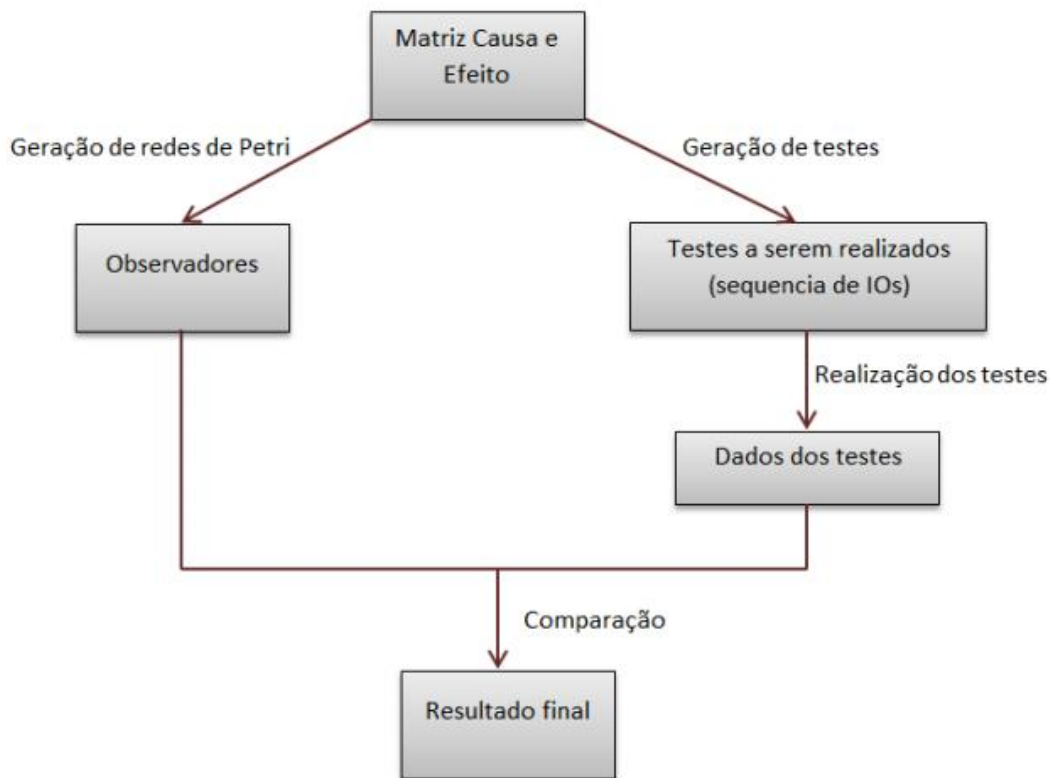 Matriz Causa e
Efeito
Geração de redes de Petri
Geração de testes
Observadores
Testes a serem realizados
(sequencia de IOs)
Realização dos testes
Dados dos testes
Comparação
Resultado final